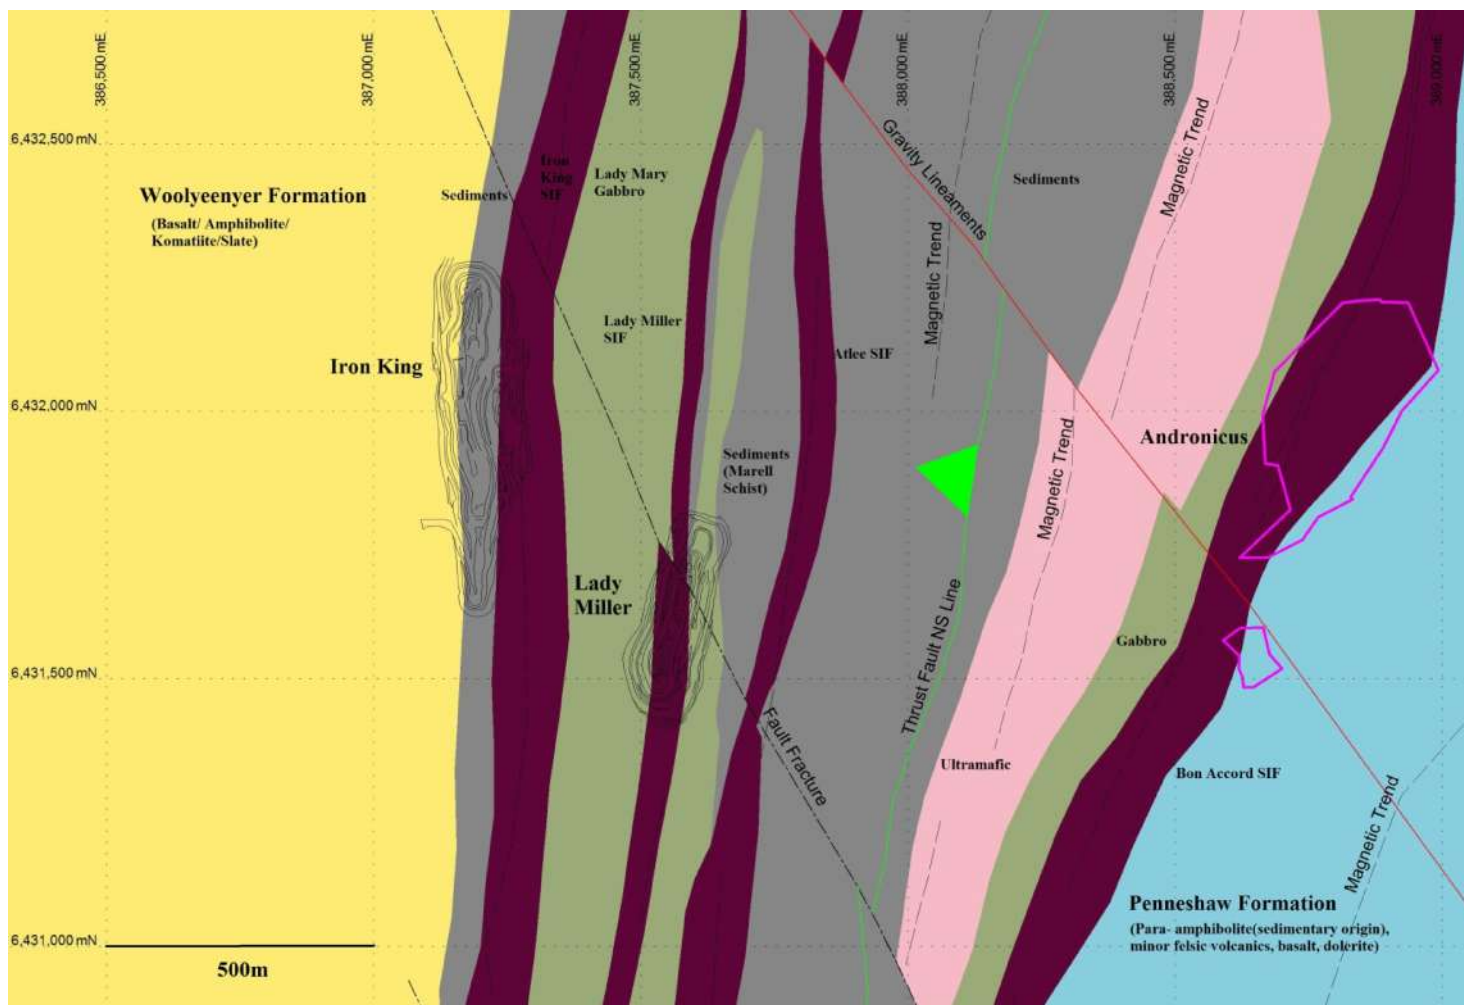 386,500 mE
387,000 mE
387,500 mE
388,000 mE
388,500 mE
389,000 mE
6,432,500 mN
Gravity Lineaments
Magnetic Trend
Iron
King
SIF
Lady Mary
Gabbro
Sediments
Sediments
Woolyeenyer Formation
(Basalt/ Amphibolite/
Komatiite/Slate)
Magnetic Trend
Lady Miller
SIF
Atlee SIF
Iron King
6,432,000 mN
Andronicus
Magnetic Trend
Sediments
(Marell
Schist)
Lady
Miller
Thrust Fault NS Line
Gabbro
6,431,500 mN
Fault Fracture
Ultramafic
Bon Accord SIF
Magnetic Trend
Penneshaw Formation
(Para- amphibolite(sedimentary origin),
minor felsic volcanics, basalt, dolerite)
6,431,000 mN
500m